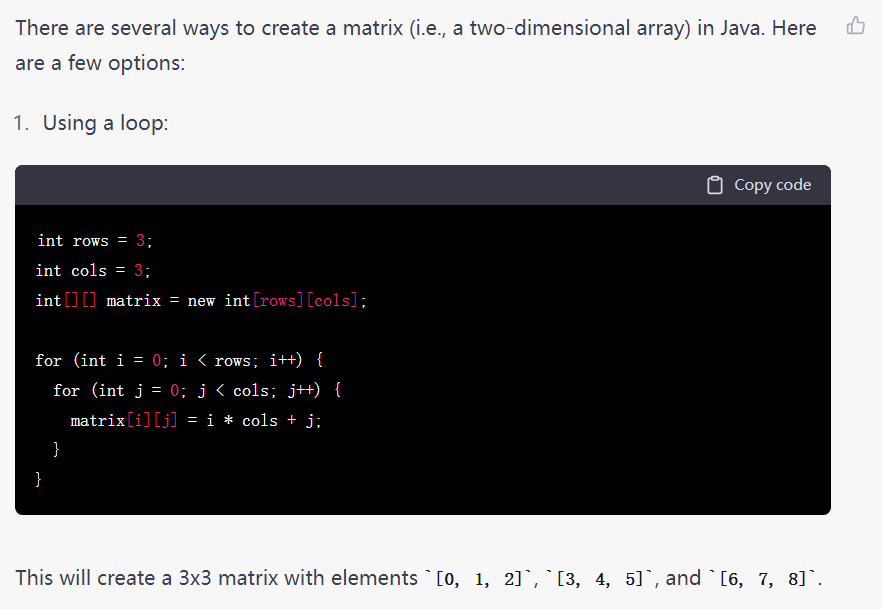 There are several ways to create a matrix (i.e., a two-dimensional array) in Java. Here
are a few options:
1. Using a loop:
Copy code
int rows = 3;
int cols = 3;
int[][] matrix = new int[rows][cols];
for (int i = 0; i < rows; i++) {
  for (int j = 0; j < cols; j++) {
    matrix[i][j] = i * cols + j;
  }
}
This will create a 3x3 matrix with elements `[0, 1, 2]`, `[3, 4, 5]`, and `[6, 7, 8]`.